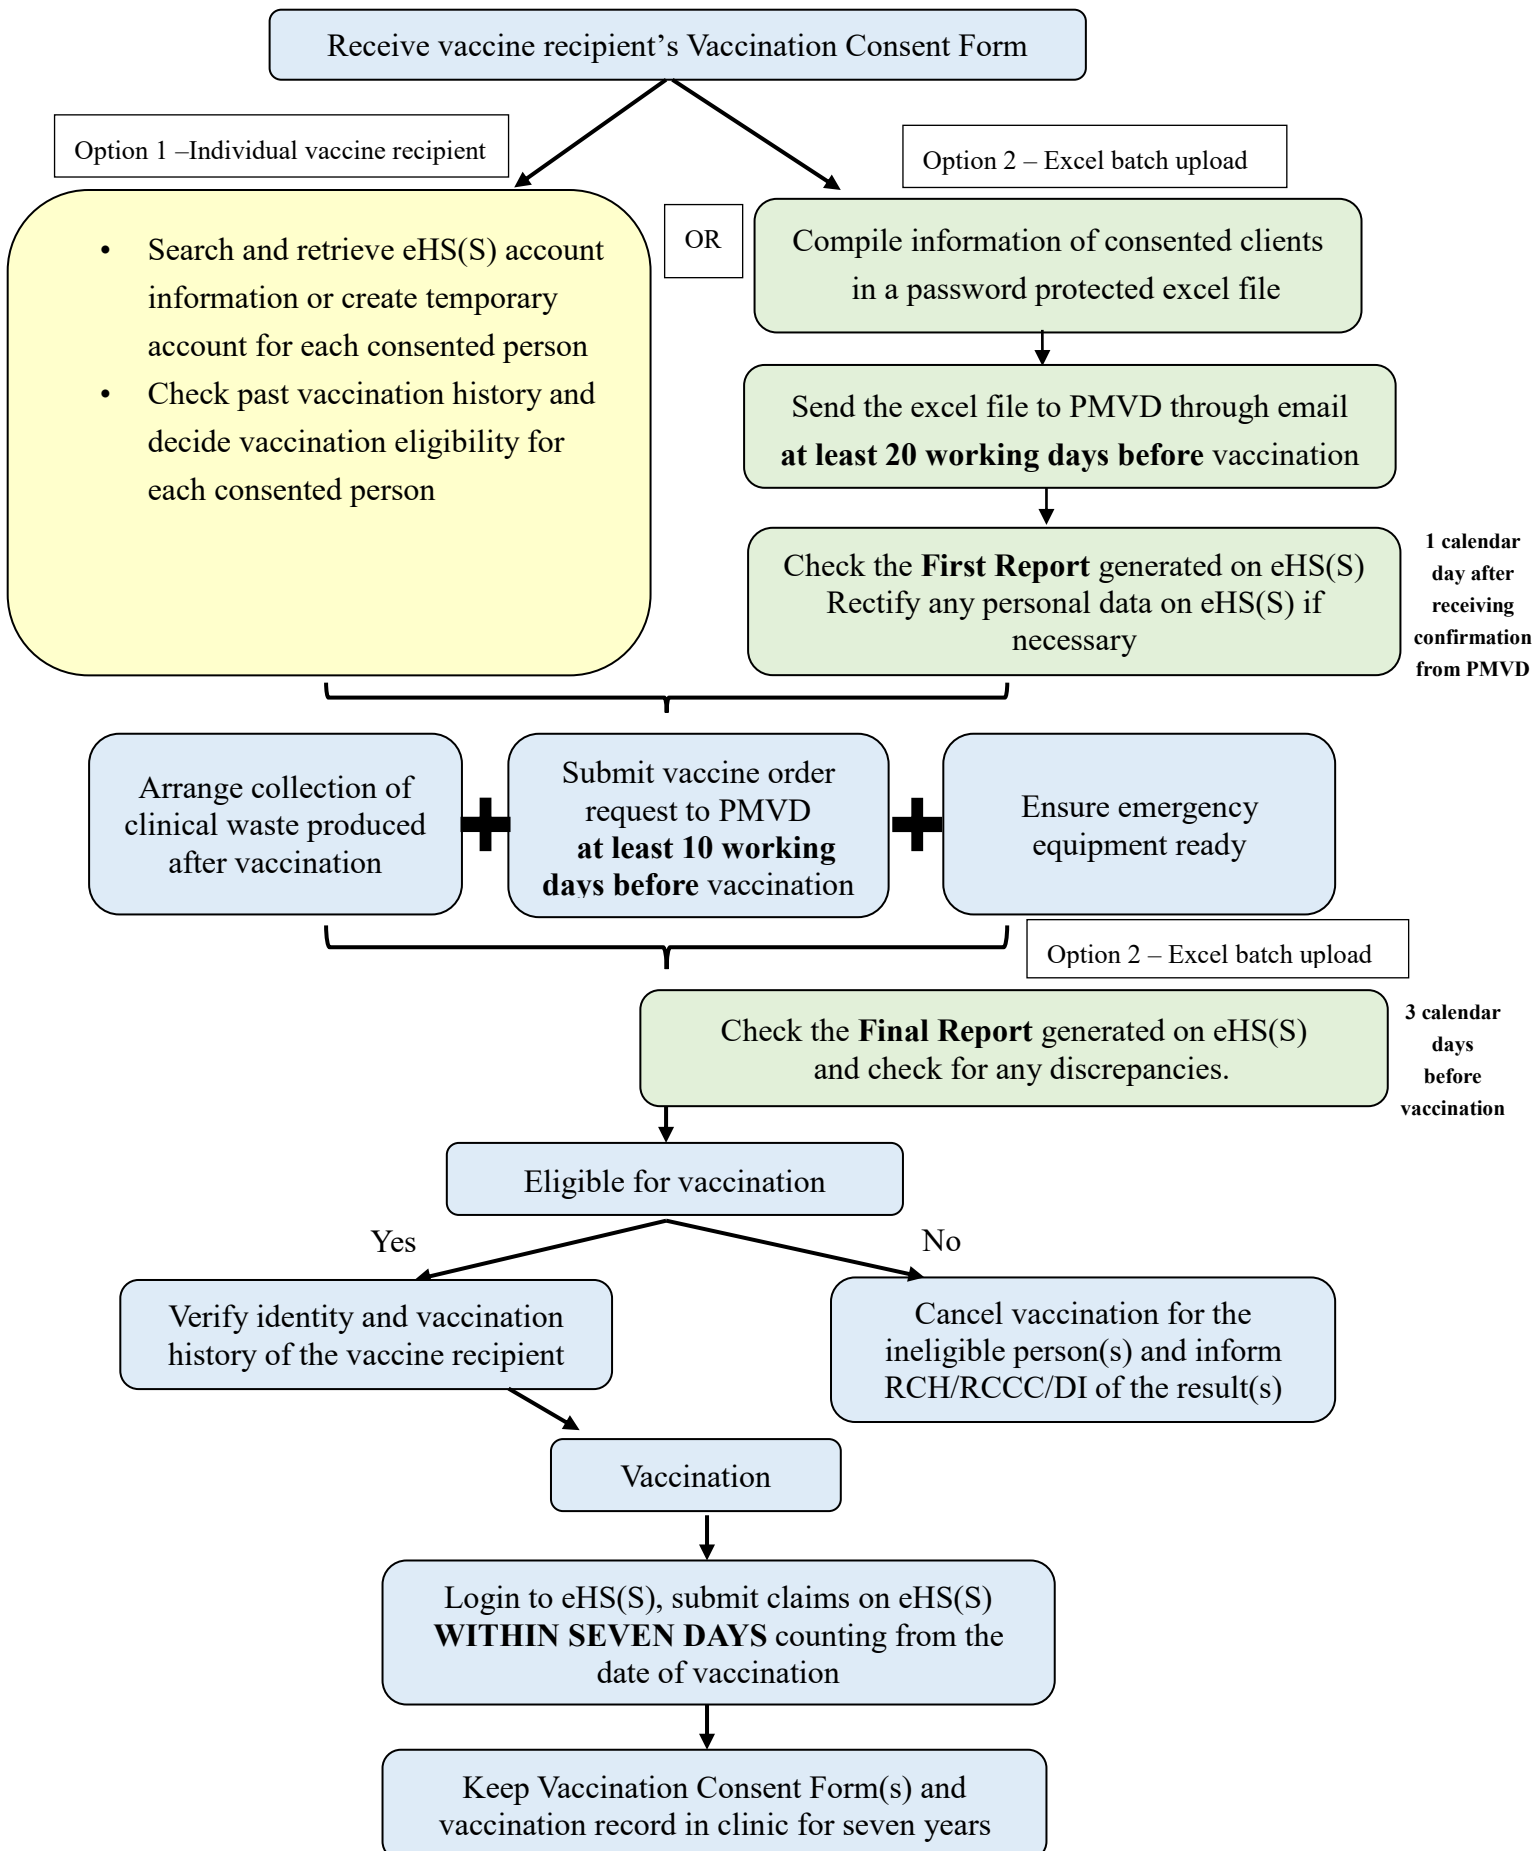 Receive vaccine recipient’s Vaccination Consent Form
Option 1 –Individual vaccine recipient
Option 2 – Excel batch upload
• Search and retrieve eHS(S) account
information or create temporary
account for each consented person
• Check past vaccination history and
decide vaccination eligibility for
each consented person
OR
Compile information of consented clients
in a password protected excel file
Send the excel file to PMVD through email
at least 20 working days before vaccination
Check the First Report generated on eHS(S)
Rectify any personal data on eHS(S) if
necessary
1 calendar
day after
receiving
confirmation
from PMVD
Arrange collection of
clinical waste produced
after vaccination
Submit vaccine order
request to PMVD
at least 10 working
days before vaccination
Ensure emergency
equipment ready
Option 2 – Excel batch upload
Check the Final Report generated on eHS(S)
and check for any discrepancies.
3 calendar
days
before
vaccination
Eligible for vaccination
Yes
No
Verify identity and vaccination
history of the vaccine recipient
Cancel vaccination for the
ineligible person(s) and inform
RCH/RCCC/DI of the result(s)
Vaccination
Login to eHS(S), submit claims on eHS(S)
WITHIN SEVEN DAYS counting from the
date of vaccination
Keep Vaccination Consent Form(s) and
vaccination record in clinic for seven years